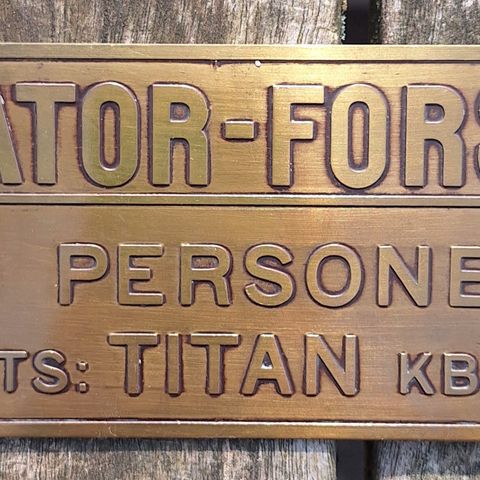 ATOR-FORS
PERSONE
TS: TITAN KB